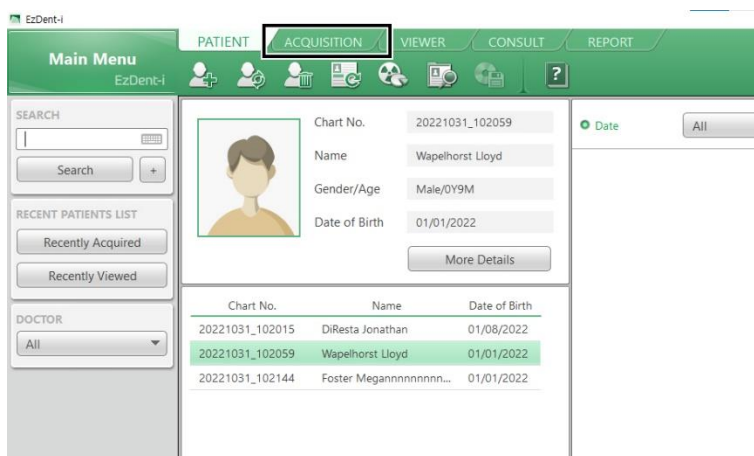 EzDent-i
Main Menu
EzDent-i
PATIENT ACQUISITION VIEWER CONSULT REPORT
?
SEARCH
Search +
RECENT PATIENTS LIST
Recently Acquired
Recently Viewed
DOCTOR
All
Chart No. 20221031_102059
Name Wapelhorst Lloyd
Gender/Age Male/0Y9M
Date of Birth 01/01/2022
More Details
Chart No. Name Date of Birth
20221031_102015 DiResta Jonathan 01/08/2022
20221031_102059 Wapelhorst Lloyd 01/01/2022
20221031_102144 Foster Megannnnnnnnn... 01/01/2022
Date All